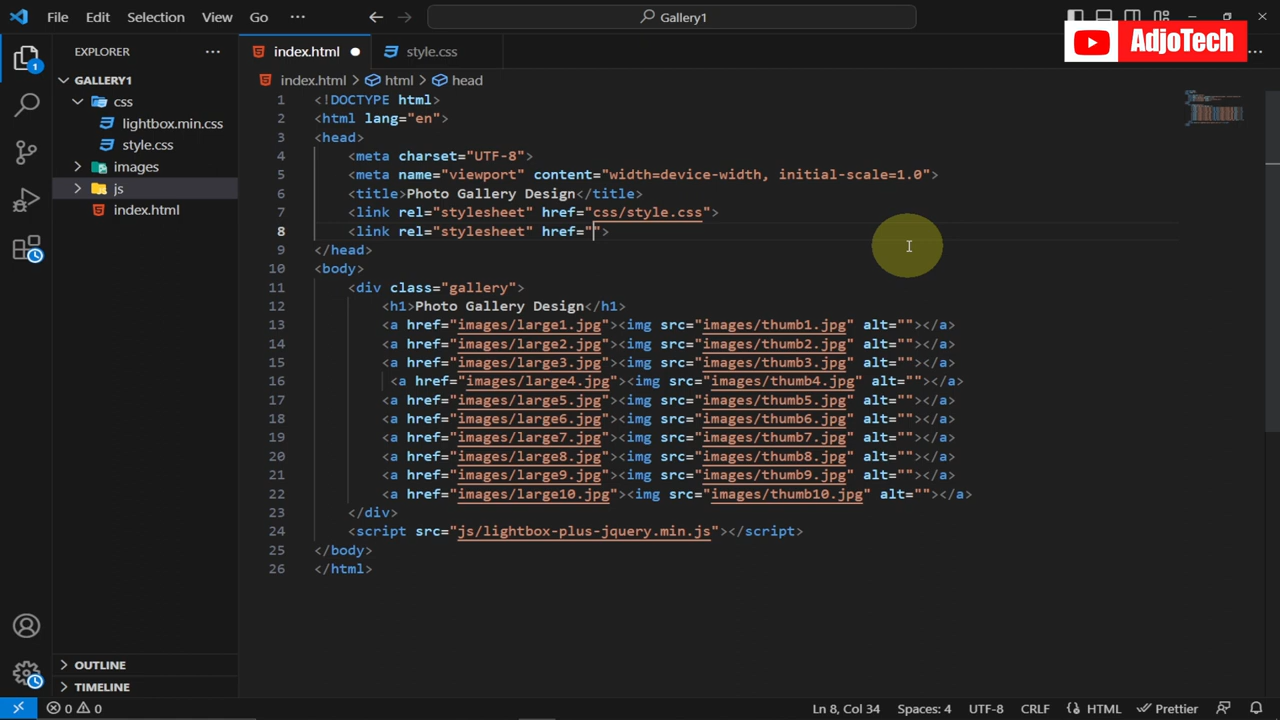 File Edit Selection View Go ··· Gallery1
AdjoTech
EXPLORER ···
index.html
style.css
···
GALLERY1
css
lightbox.min.css
style.css
images
js
index.html
1
index.html > html > head
1 <!DOCTYPE html>
2 <html lang="en">
3 <head>
4 <meta charset="UTF-8">
5 <meta name="viewport" content="width=device-width, initial-scale=1.0">
6 <title>Photo Gallery Design</title>
7 <link rel="stylesheet" href="css/style.css">
8 <link rel="stylesheet" href="">
9 </head>
10 <body>
11 <div class="gallery">
12 <h1>Photo Gallery Design</h1>
13 <a href="images/large1.jpg"><img src="images/thumb1.jpg" alt=""></a>
14 <a href="images/large2.jpg"><img src="images/thumb2.jpg" alt=""></a>
15 <a href="images/large3.jpg"><img src="images/thumb3.jpg" alt=""></a>
16 <a href="images/large4.jpg"><img src="images/thumb4.jpg" alt=""></a>
17 <a href="images/large5.jpg"><img src="images/thumb5.jpg" alt=""></a>
18 <a href="images/large6.jpg"><img src="images/thumb6.jpg" alt=""></a>
19 <a href="images/large7.jpg"><img src="images/thumb7.jpg" alt=""></a>
20 <a href="images/large8.jpg"><img src="images/thumb8.jpg" alt=""></a>
21 <a href="images/large9.jpg"><img src="images/thumb9.jpg" alt=""></a>
22 <a href="images/large10.jpg"><img src="images/thumb10.jpg" alt=""></a>
23 </div>
24 <script src="js/lightbox-plus-jquery.min.js"></script>
25 </body>
26 </html>
OUTLINE
TIMELINE
0 0 Ln 8, Col 34 Spaces: 4 UTF-8 CRLF HTML Prettier